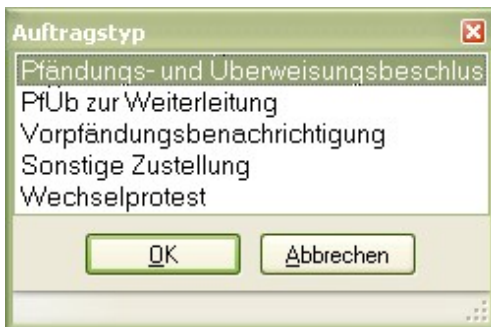 Auftragstyp
Pfändungs- und Überweisungsbeschlus
PfÜb zur Weiterleitung
Vorpfändungsbenachrichtigung
Sonstige Zustellung
Wechselprotest
OK
Abbrechen